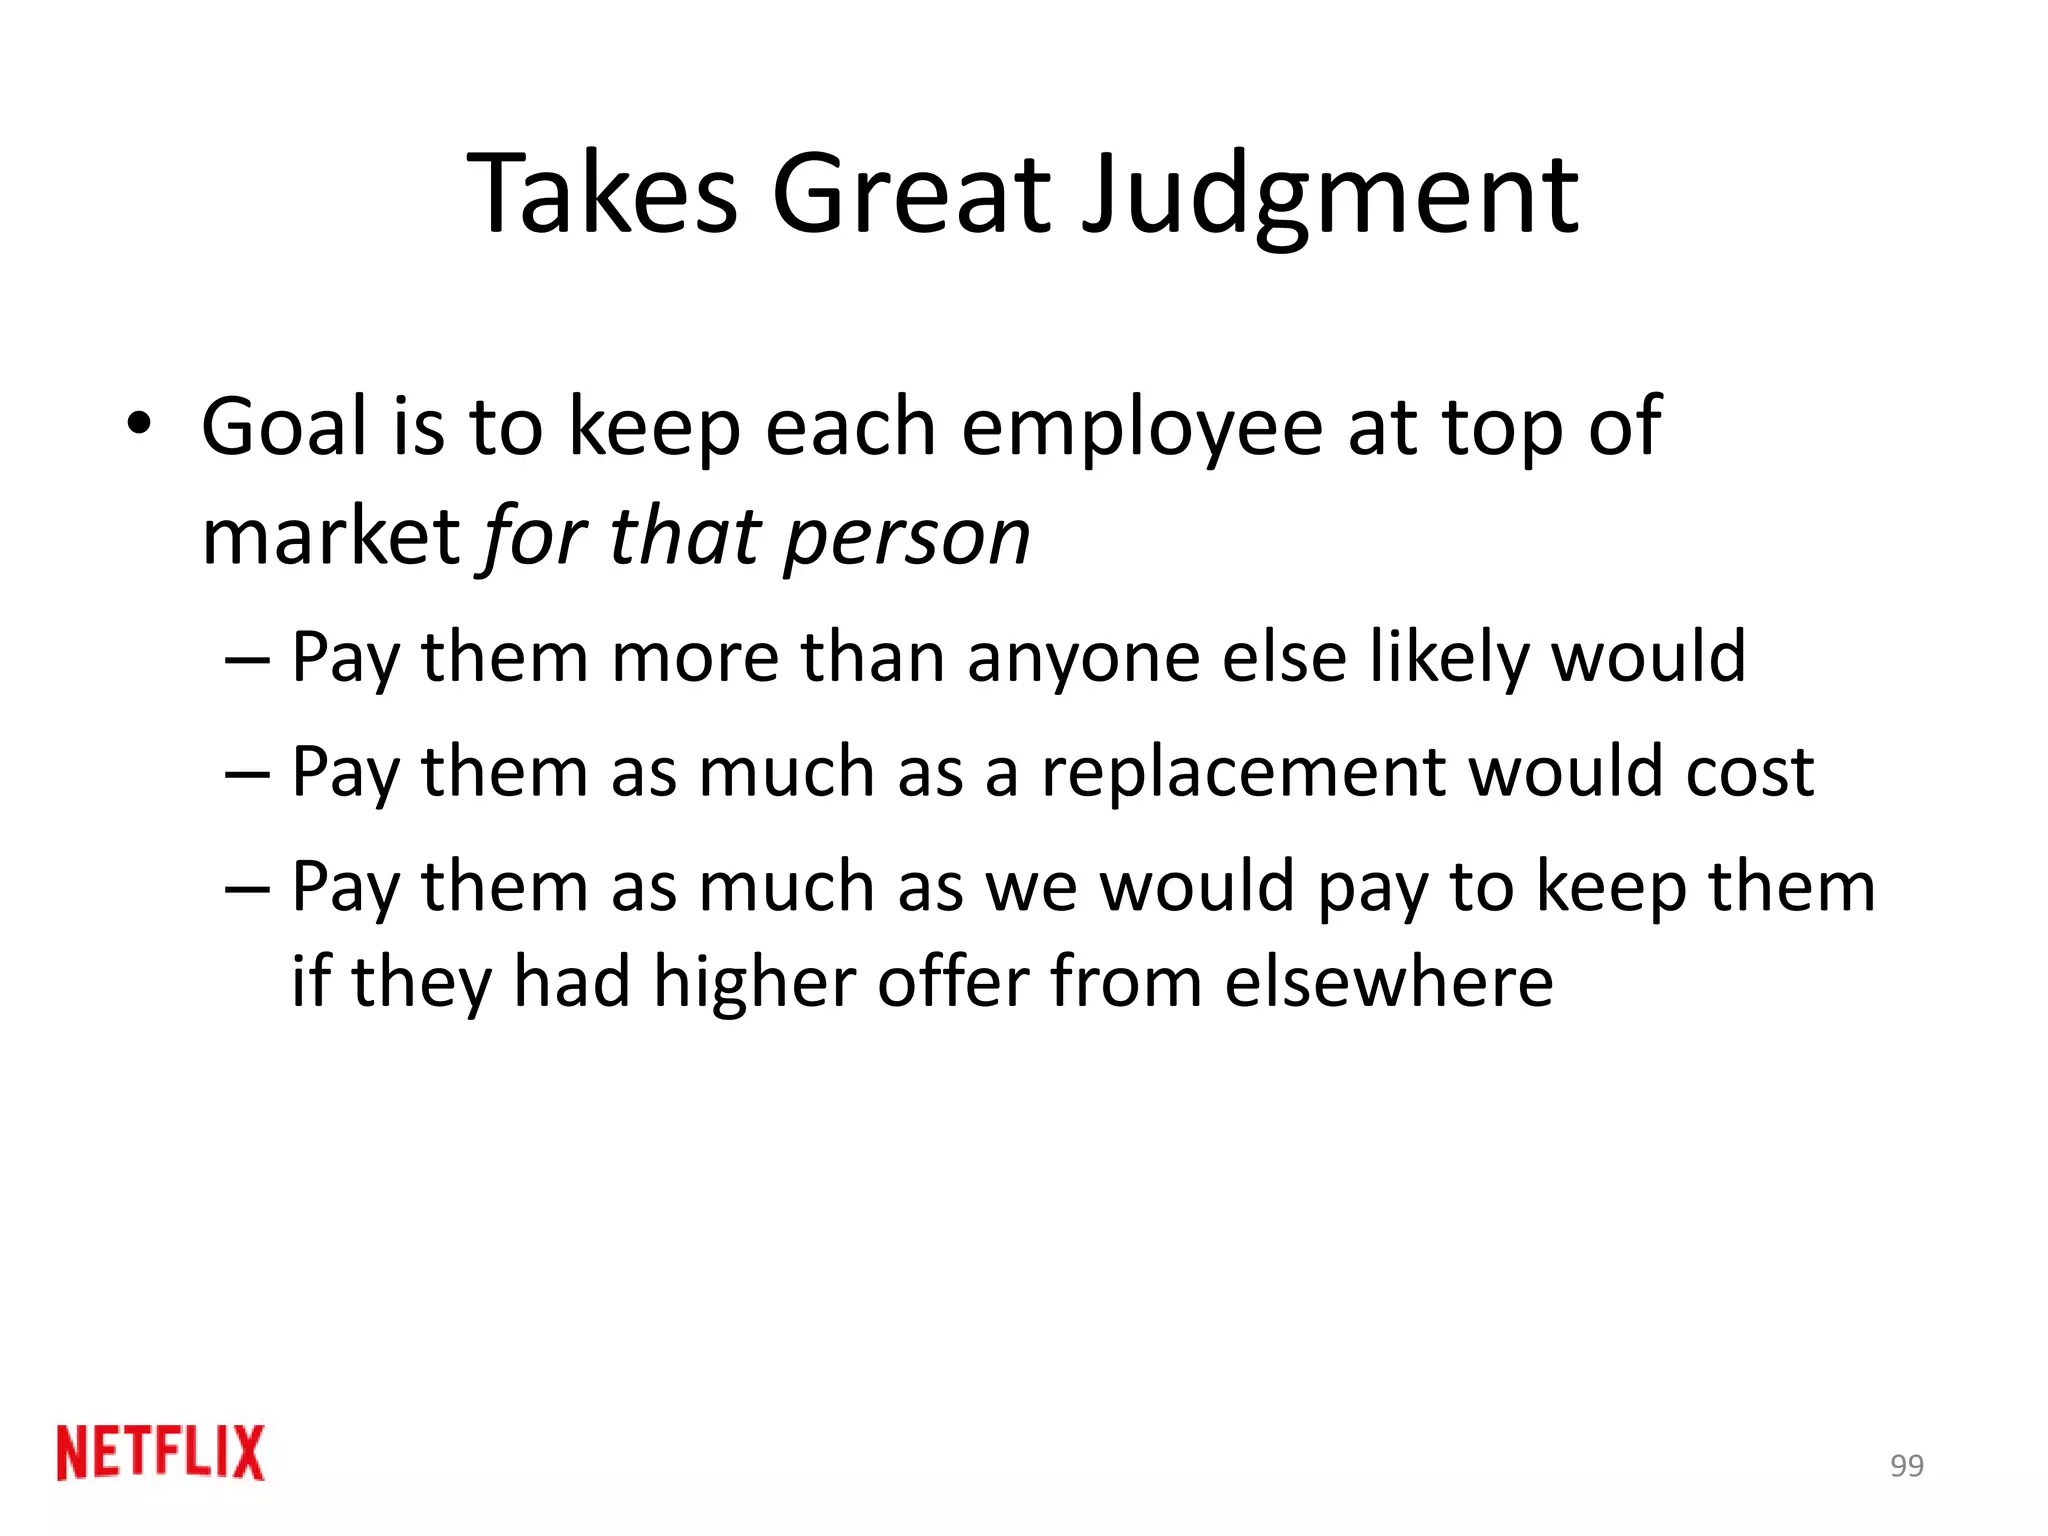 Takes Great Judgment
• Goal is to keep each employee at top of
market for that person
– Pay them more than anyone else likely would
– Pay them as much as a replacement would cost
– Pay them as much as we would pay to keep them
if they had higher offer from elsewhere
NETFLIX
99